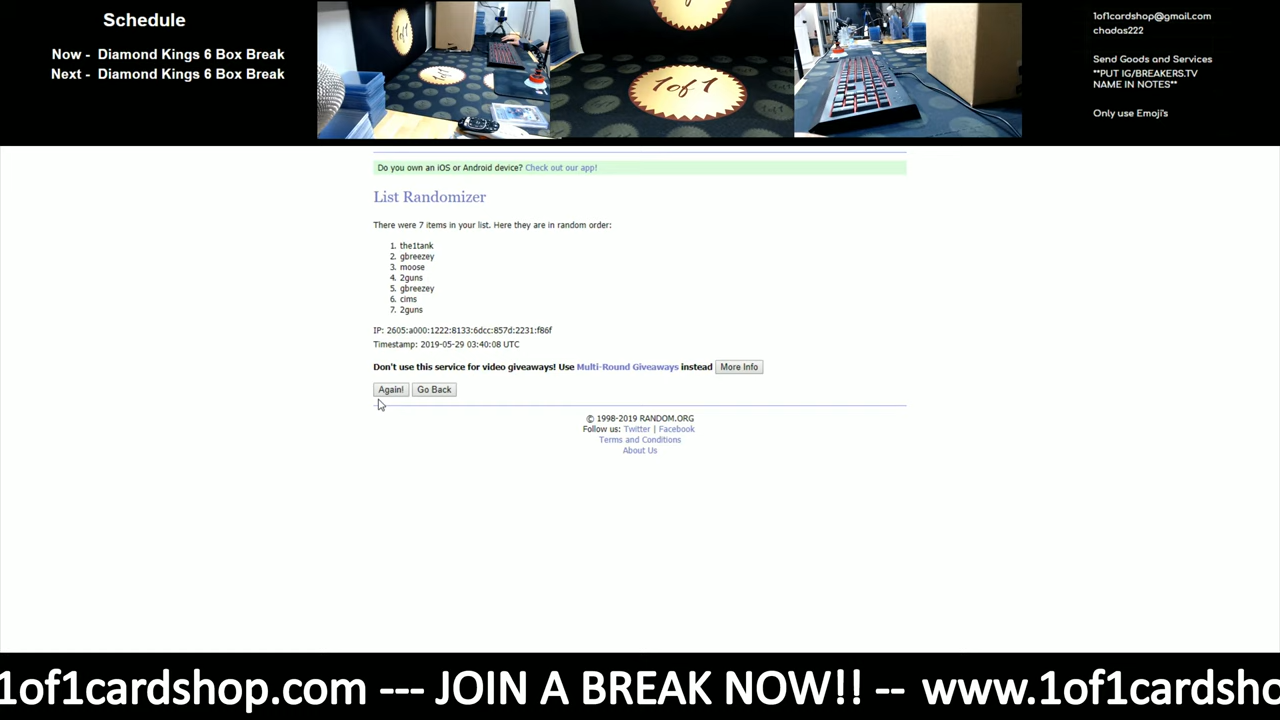 Schedule
Now - Diamond Kings 6 Box Break
Next - Diamond Kings 6 Box Break
1of1
1of1
1of1cardshop@gmail.com
chadas222
Send Goods and Services
**PUT IG/BREAKERS.TV
NAME IN NOTES**
Only use Emoji's
Do you own an iOS or Android device? Check out our app!
List Randomizer
There were 7 items in your list. Here they are in random order:
1. the1tank
2. gbreezey
3. moose
4. 2guns
5. gbreezey
6. cims
7. 2guns
IP: 2605:a000:1222:8133:6dcc:857d:2231:f86f
Timestamp: 2019-05-29 03:40:08 UTC
Don't use this service for video giveaways! Use Multi-Round Giveaways instead More Info
Again! Go Back
© 1998-2019 RANDOM.ORG
Follow us: Twitter | Facebook
Terms and Conditions
About Us
1of1cardshop.com --- JOIN A BREAK NOW!! -- www.1of1cardsho